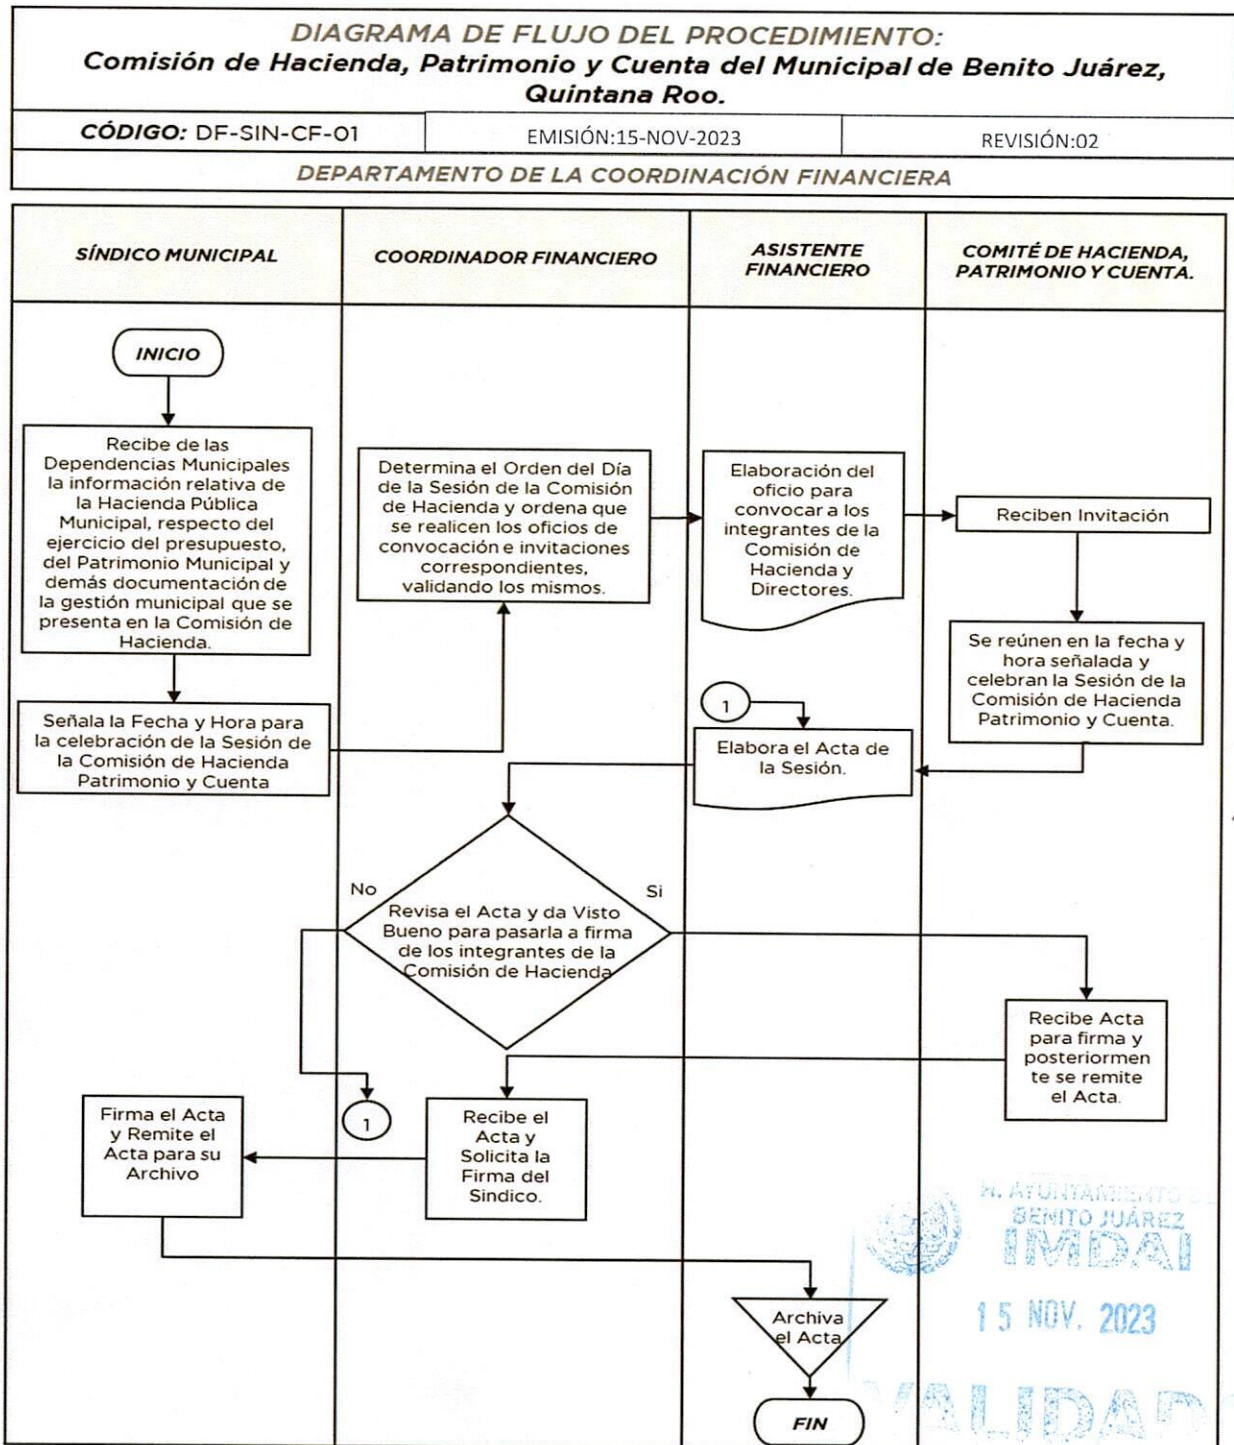 DIAGRAMA DE FLUJO DEL PROCEDIMIENTO:
Comisión de Hacienda, Patrimonio y Cuenta del Municipal de Benito Juárez,
Quintana Roo.
CÓDIGO: DF-SIN-CF-01
EMISIÓN:15-NOV-2023
REVISIÓN:02
DEPARTAMENTO DE LA COORDINACIÓN FINANCIERA
SÍNDICO MUNICIPAL
COORDINADOR FINANCIERO
ASISTENTE
FINANCIERO
COMITÉ DE HACIENDA,
PATRIMONIO Y CUENTA.
INICIO
Recibe de las
Dependencias Municipales
la información relativa de
la Hacienda Pública
Municipal, respecto del
ejercicio del presupuesto,
del Patrimonio Municipal y
demás documentación de
la gestión municipal que se
presenta en la Comisión de
Hacienda.
Señala la Fecha y Hora para
la celebración de la Sesión de
la Comisión de Hacienda
Patrimonio y Cuenta
Determina el Orden del Día
de la Sesión de la Comisión
de Hacienda y ordena que
se realicen los oficios de
convocación e invitaciones
correspondientes,
validando los mismos.
Elaboración del
oficio para
convocar a los
integrantes de la
Comisión de
Hacienda y
Directores.
Reciben Invitación
Se reúnen en la fecha y
hora señalada y
celebran la Sesión de la
Comisión de Hacienda
Patrimonio y Cuenta.
1
Elabora el Acta de
la Sesión.
No
Si
Revisa el Acta y da Visto
Bueno para pasarla a firma
de los integrantes de la
Comisión de Hacienda
Recibe Acta
para firma y
posteriormen
te se remite
el Acta.
1
Recibe el
Acta y
Solicita la
Firma del
Sindico.
Firma el Acta
y Remite el
Acta para su
Archivo
Archiva
el Acta
FIN
H. AYUNTAMIENTO DE
BENITO JUÁREZ
IMDAI
15 NOV. 2023
VALIDAD